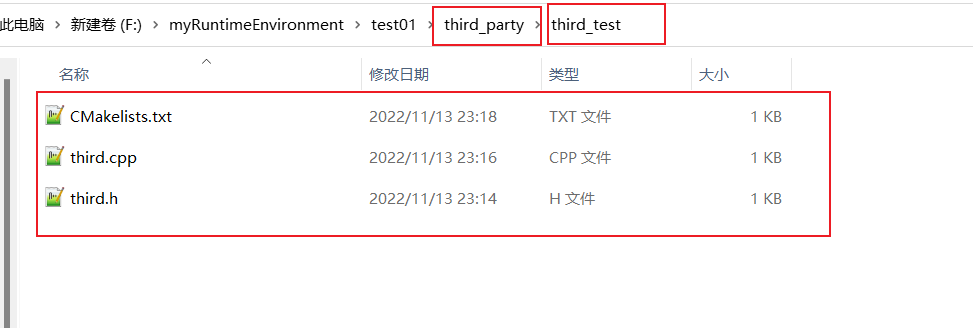 此电脑 > 新建卷 (F:) > myRuntimeEnvironment > test01 > third_party > third_test
名称 修改日期 类型 大小
CMakelists.txt 2022/11/13 23:18 TXT 文件 1 KB
third.cpp 2022/11/13 23:16 CPP 文件 1 KB
third.h 2022/11/13 23:14 H 文件 1 KB